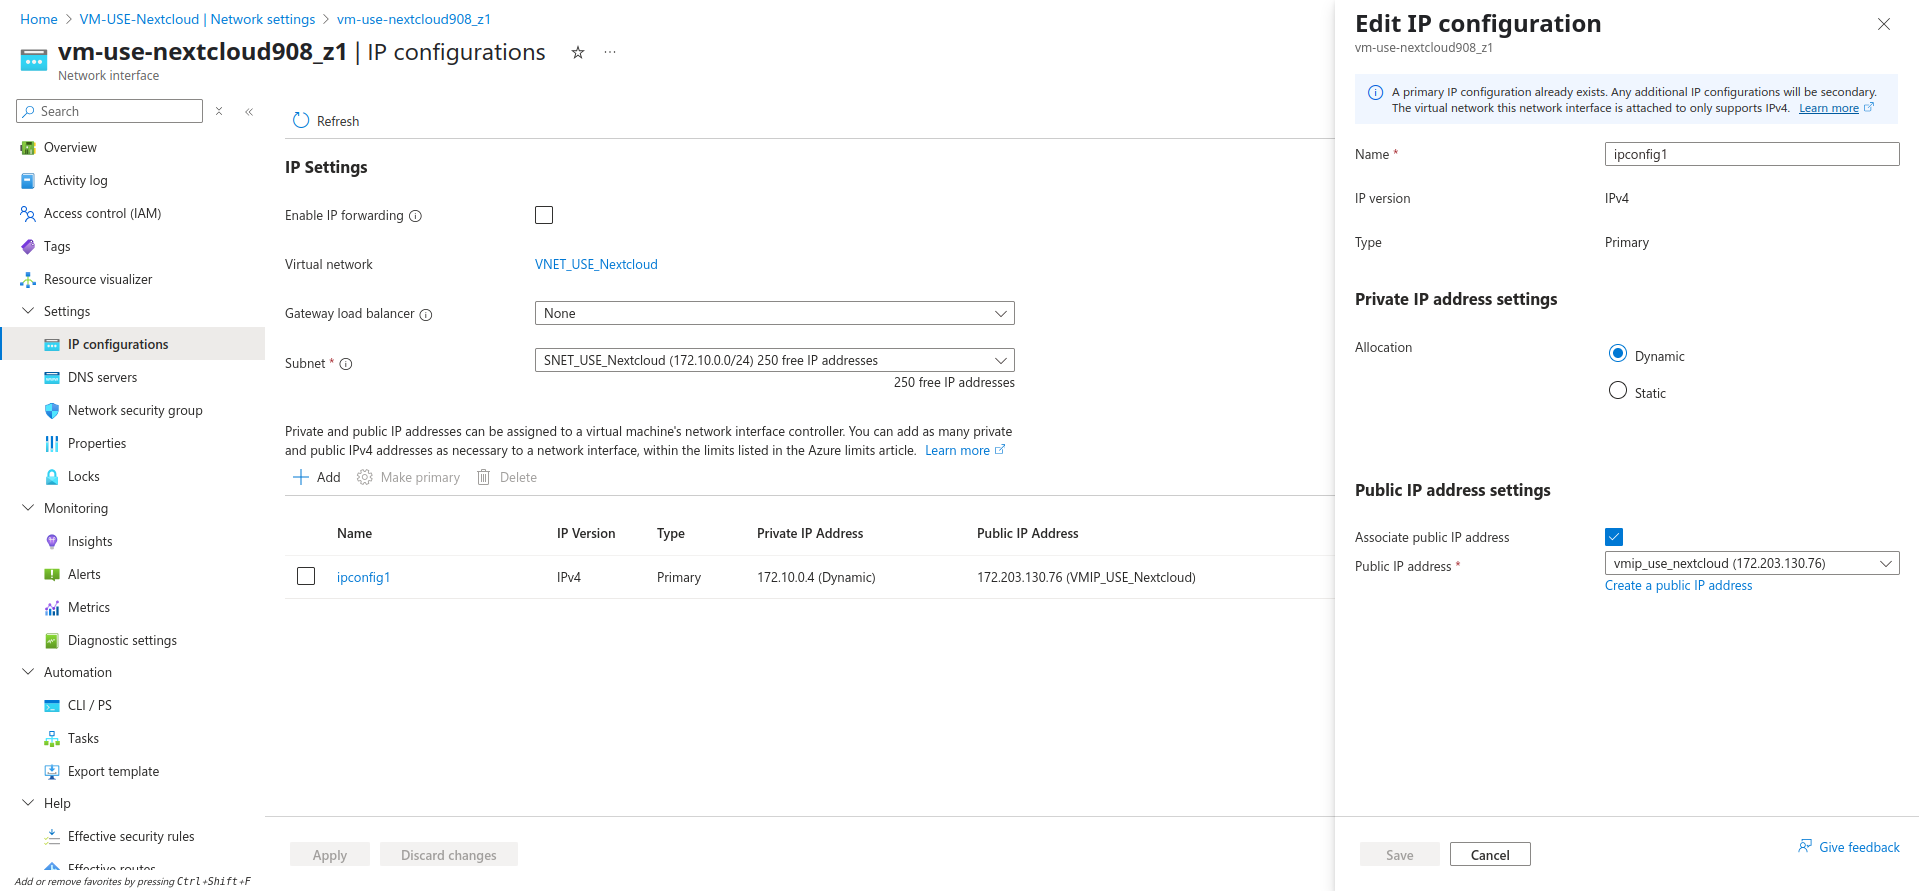 Home > VM-USE-Nextcloud | Network settings > vm-use-nextcloud908_z1
vm-use-nextcloud908_z1 | IP configurations
Network interface
Search
Overview
Activity log
Access control (IAM)
Tags
Resource visualizer
Settings
IP configurations
DNS servers
Network security group
Properties
Locks
Monitoring
Insights
Alerts
Metrics
Diagnostic settings
Automation
CLI / PS
Tasks
Export template
Help
Effective security rules
Effective routes
Add or remove favorites by pressing Ctrl+Shift+F
Refresh
IP Settings
Enable IP forwarding
Virtual network
VNET_USE_Nextcloud
Gateway load balancer
None
Subnet *
SNET_USE_Nextcloud (172.10.0.0/24) 250 free IP addresses
250 free IP addresses
Private and public IP addresses can be assigned to a virtual machine's network interface controller. You can add as many private
and public IPv4 addresses as necessary to a network interface, within the limits listed in the Azure limits article. Learn more
Add Make primary Delete
Name IP Version Type Private IP Address Public IP Address
ipconfig1 IPv4 Primary 172.10.0.4 (Dynamic) 172.203.130.76 (VMIP_USE_Nextcloud)
Apply Discard changes
Edit IP configuration
vm-use-nextcloud908_z1
A primary IP configuration already exists. Any additional IP configurations will be secondary.
The virtual network this network interface is attached to only supports IPv4. Learn more
Name * ipconfig1
IP version IPv4
Type Primary
Private IP address settings
Allocation
Dynamic
Static
Public IP address settings
Associate public IP address
Public IP address * vmip_use_nextcloud (172.203.130.76)
Create a public IP address
Save Cancel
Give feedback